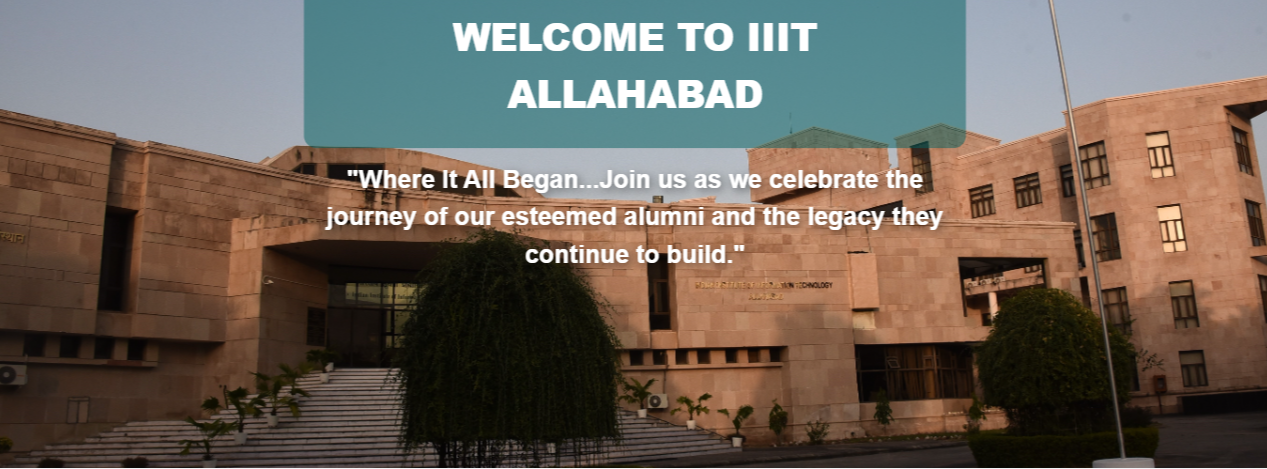 WELCOME TO IIIT
ALLAHABAD
"Where It All Began...Join us as we celebrate the
journey of our esteemed alumni and the legacy they
continue to build."
TECHNOLOGY